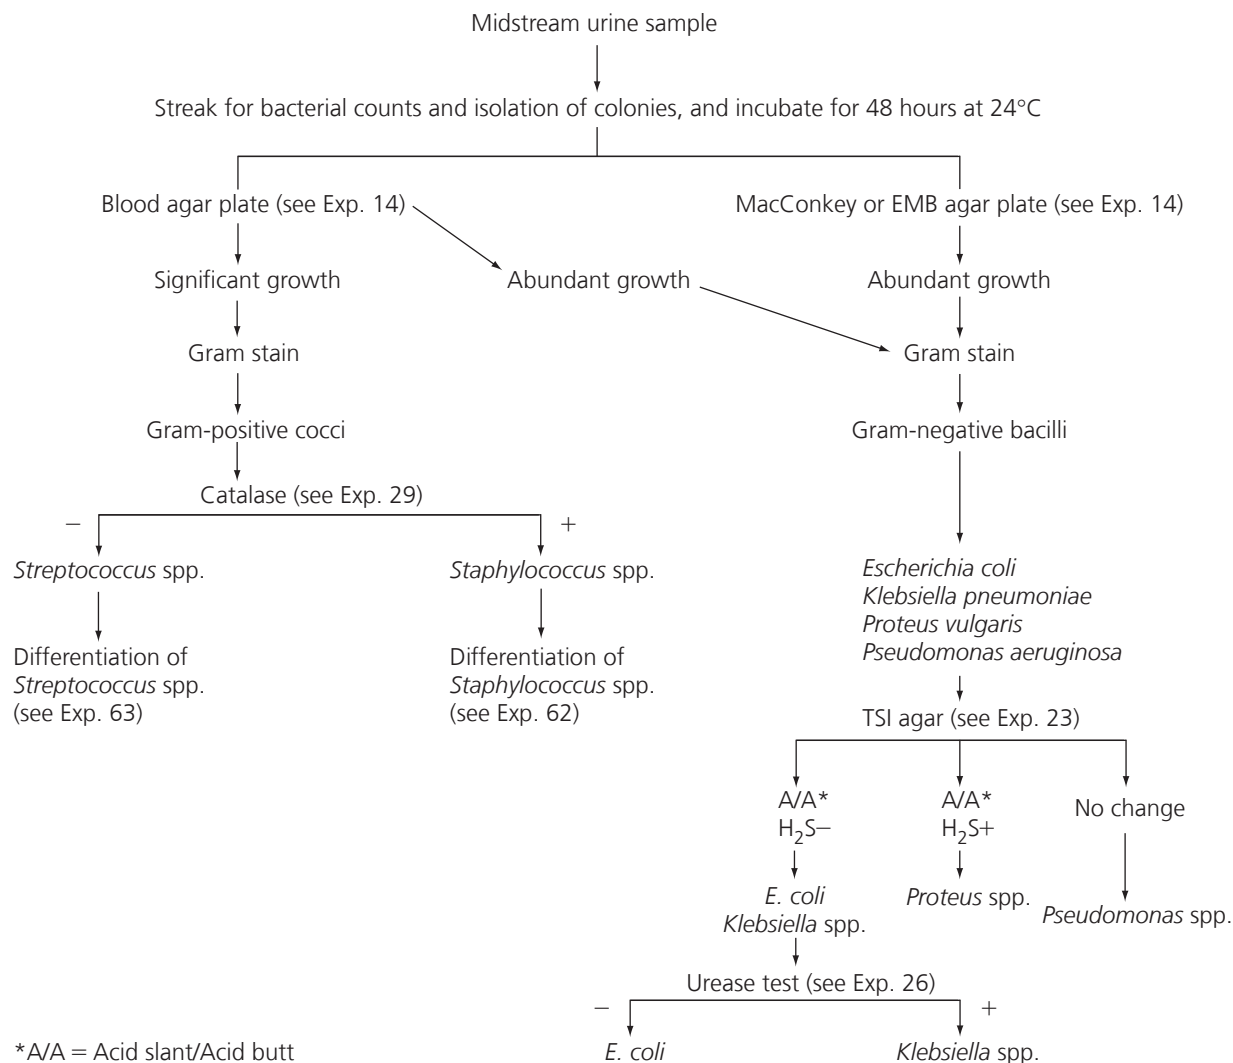 Midstream urine sample
Streak for bacterial counts and isolation of colonies, and incubate for 48 hours at 24°C
Blood agar plate (see Exp. 14)
MacConkey or EMB agar plate (see Exp. 14)
Significant growth
Abundant growth
Abundant growth
Gram stain
Gram stain
Gram-positive cocci
Gram-negative bacilli
Catalase (see Exp. 29)
−
+
Streptococcus spp.
Staphylococcus spp.
Escherichia coli
Klebsiella pneumoniae
Proteus vulgaris
Pseudomonas aeruginosa
Differentiation of
Streptococcus spp.
(see Exp. 63)
Differentiation of
Staphylococcus spp.
(see Exp. 62)
TSI agar (see Exp. 23)
A/A*
H₂S−
A/A*
H₂S+
No change
E. coli
Klebsiella spp.
Proteus spp.
Pseudomonas spp.
Urease test (see Exp. 26)
−
+
E. coli
Klebsiella spp.
*A/A = Acid slant/Acid butt